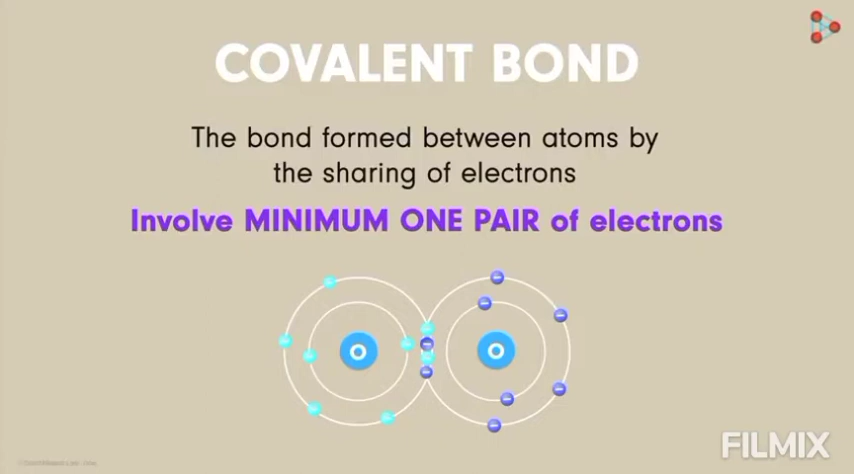 COVALENT BOND
The bond formed between atoms by
the sharing of electrons
Involve MINIMUM ONE PAIR of electrons
O
O
FILMIX